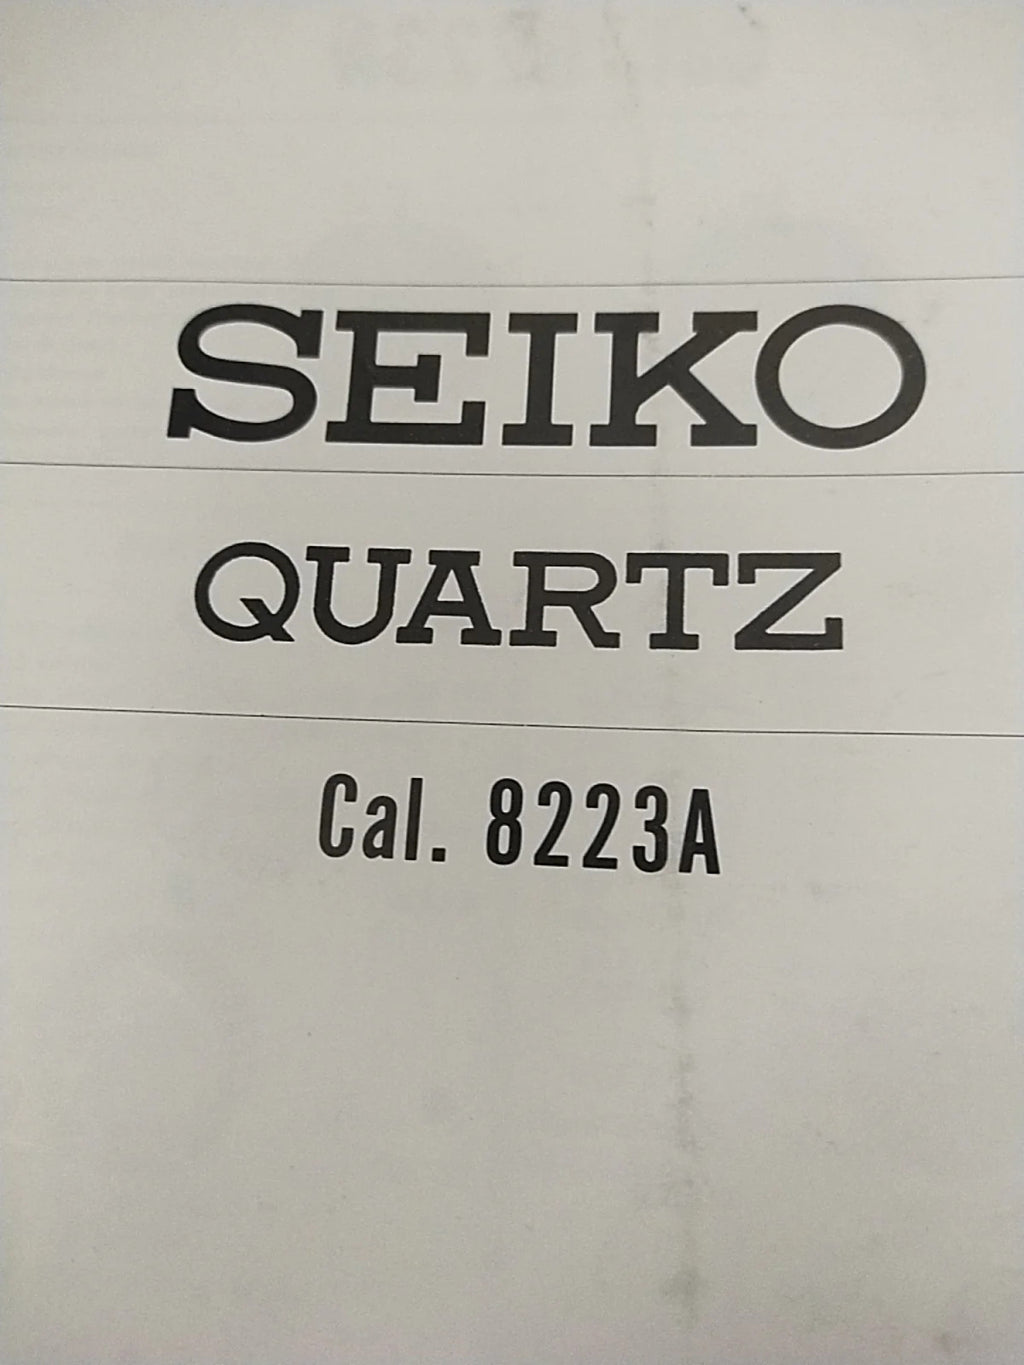 SEIKO
QUARTZ
Cal. 8223A